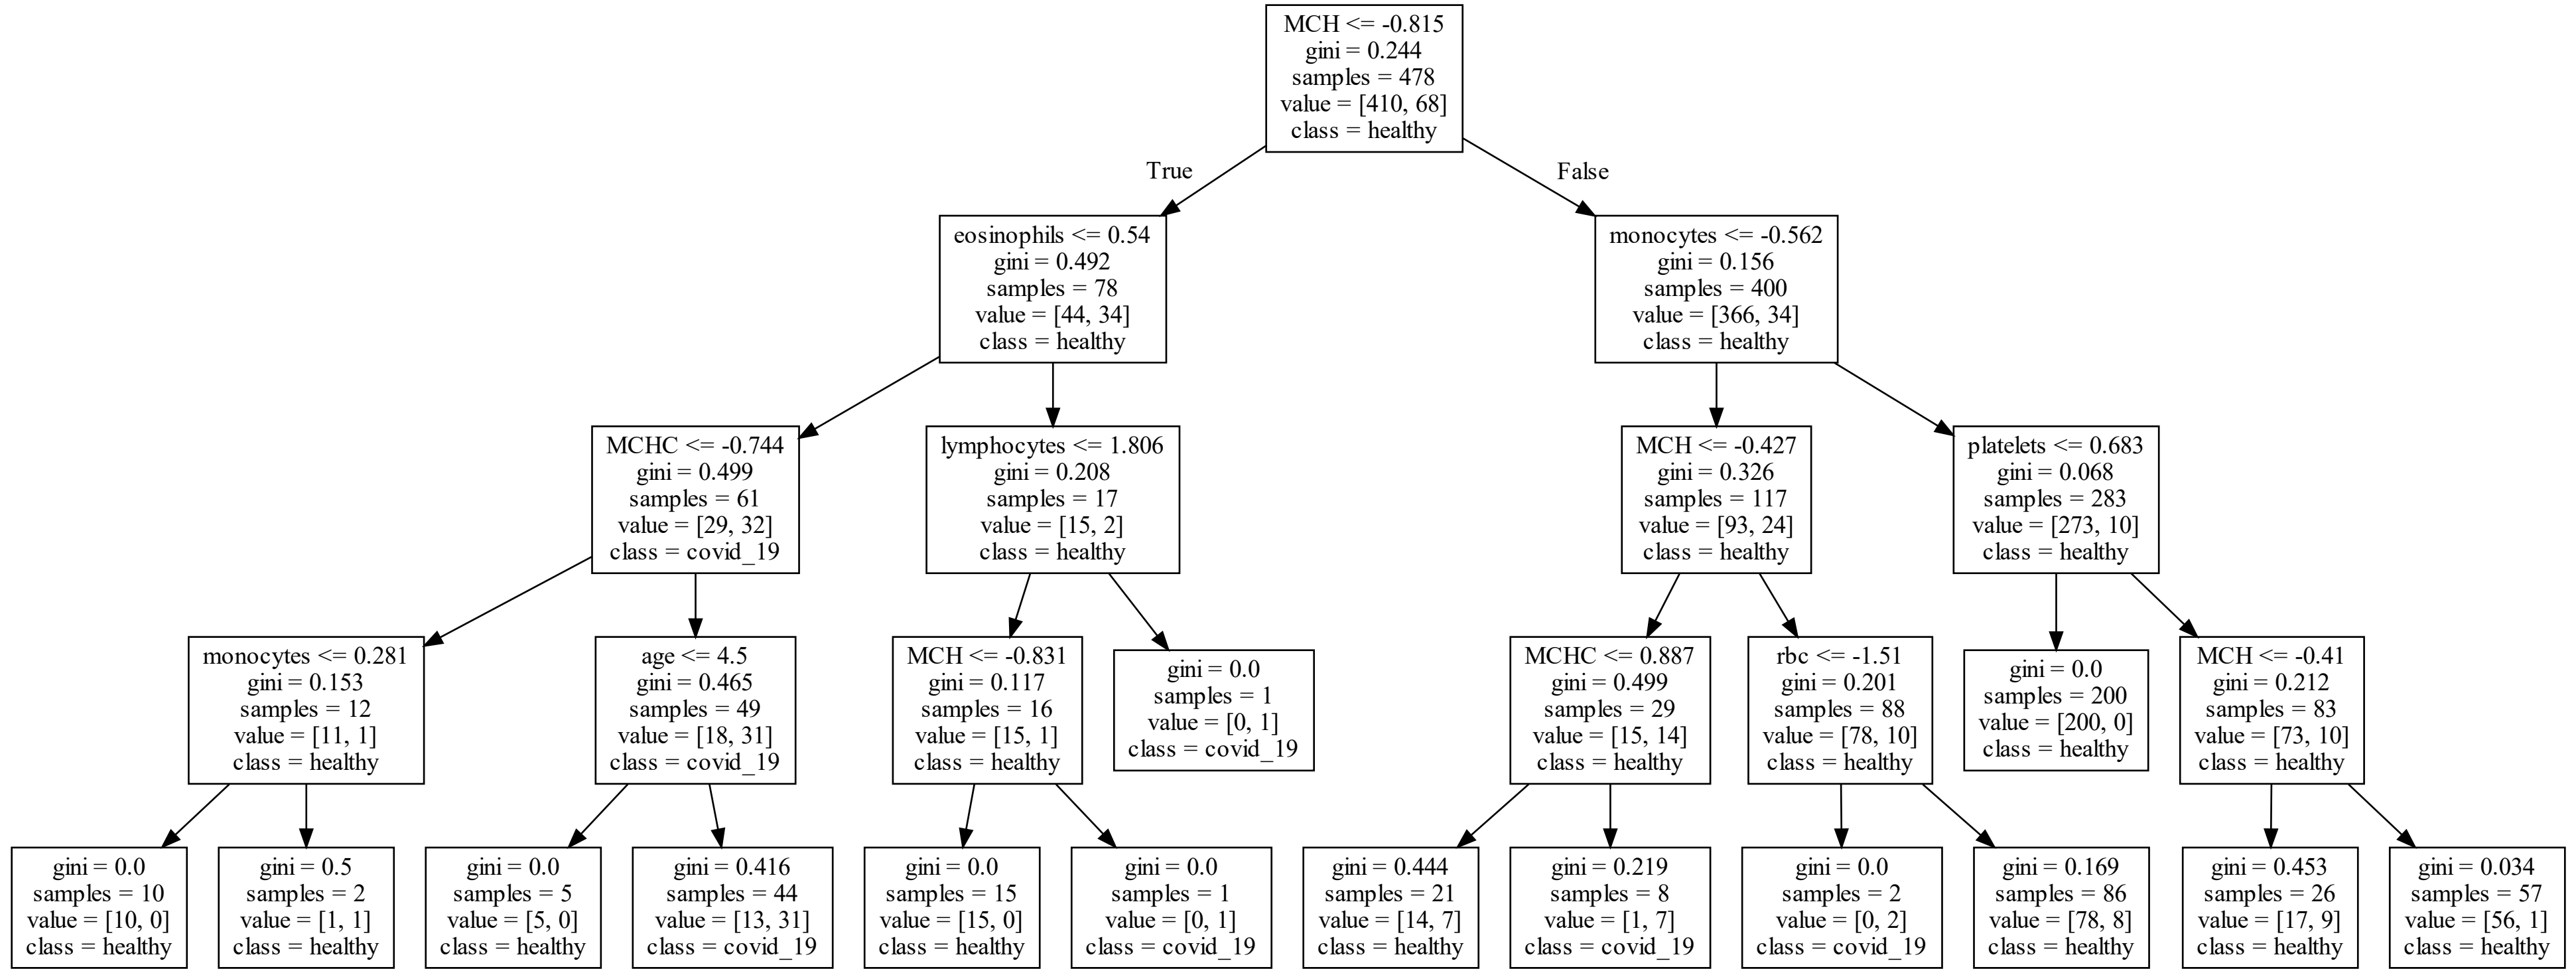 MCH <= -0.815
gini = 0.244
samples = 478
value = [410, 68]
class = healthy
True
False
eosinophils <= 0.54
gini = 0.492
samples = 78
value = [44, 34]
class = healthy
monocytes <= -0.562
gini = 0.156
samples = 400
value = [366, 34]
class = healthy
MCHC <= -0.744
gini = 0.499
samples = 61
value = [29, 32]
class = covid_19
lymphocytes <= 1.806
gini = 0.208
samples = 17
value = [15, 2]
class = healthy
MCH <= -0.427
gini = 0.326
samples = 117
value = [93, 24]
class = healthy
platelets <= 0.683
gini = 0.068
samples = 283
value = [273, 10]
class = healthy
monocytes <= 0.281
gini = 0.153
samples = 12
value = [11, 1]
class = healthy
age <= 4.5
gini = 0.465
samples = 49
value = [18, 31]
class = covid_19
MCH <= -0.831
gini = 0.117
samples = 16
value = [15, 1]
class = healthy
gini = 0.0
samples = 1
value = [0, 1]
class = covid_19
MCHC <= 0.887
gini = 0.499
samples = 29
value = [15, 14]
class = healthy
rbc <= -1.51
gini = 0.201
samples = 88
value = [78, 10]
class = healthy
gini = 0.0
samples = 200
value = [200, 0]
class = healthy
MCH <= -0.41
gini = 0.212
samples = 83
value = [73, 10]
class = healthy
gini = 0.0
samples = 10
value = [10, 0]
class = healthy
gini = 0.5
samples = 2
value = [1, 1]
class = healthy
gini = 0.0
samples = 5
value = [5, 0]
class = healthy
gini = 0.416
samples = 44
value = [13, 31]
class = covid_19
gini = 0.0
samples = 15
value = [15, 0]
class = healthy
gini = 0.0
samples = 1
value = [0, 1]
class = covid_19
gini = 0.444
samples = 21
value = [14, 7]
class = healthy
gini = 0.219
samples = 8
value = [1, 7]
class = covid_19
gini = 0.0
samples = 2
value = [0, 2]
class = covid_19
gini = 0.169
samples = 86
value = [78, 8]
class = healthy
gini = 0.453
samples = 26
value = [17, 9]
class = healthy
gini = 0.034
samples = 57
value = [56, 1]
class = healthy